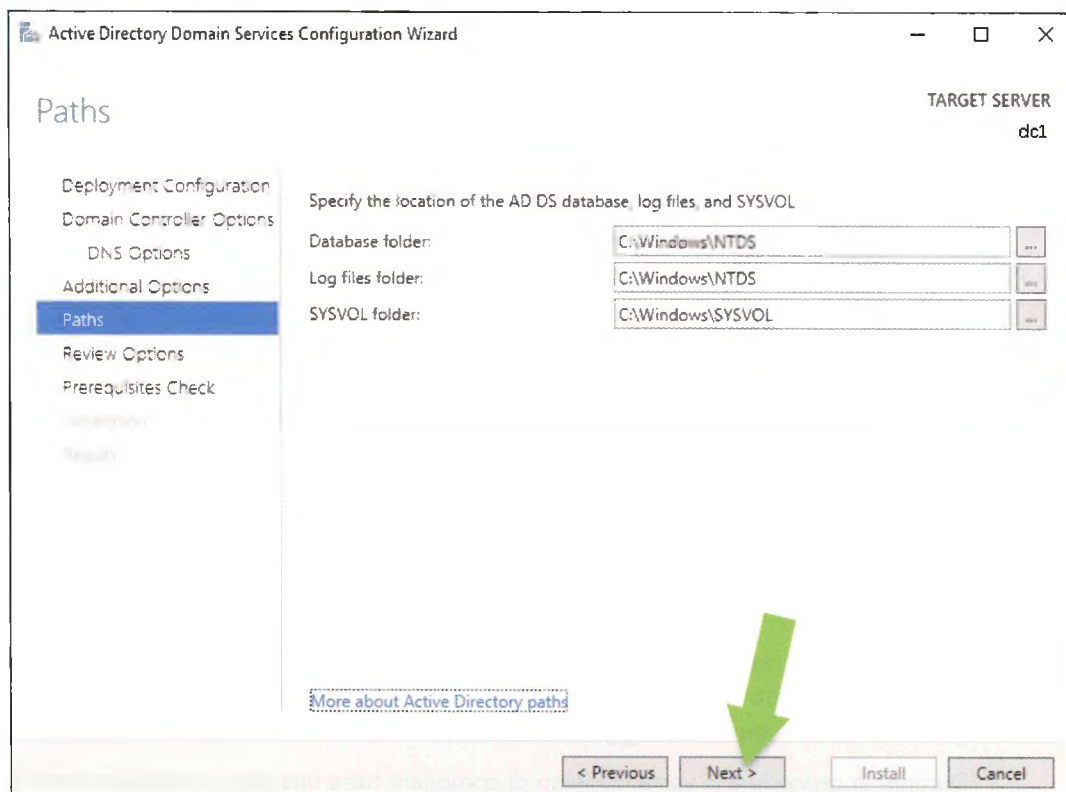 Active Directory Domain Services Configuration Wizard
Paths
TARGET SERVER
dc1
Deployment Configuration
Domain Controller Options
DNS Options
Additional Options
Paths
Review Options
Prerequisites Check
Specify the location of the AD DS database, log files, and SYSVOL
Database folder: C:\Windows\NTDS ...
Log files folder: C:\Windows\NTDS ...
SYSVOL folder: C:\Windows\SYSVOL ...
More about Active Directory paths
< Previous Next > Install Cancel